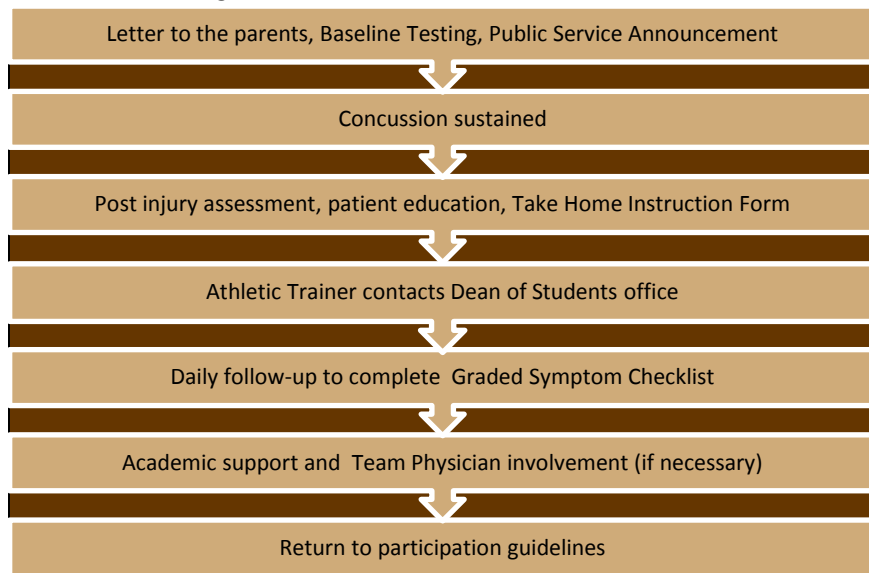 Letter to the parents, Baseline Testing, Public Service Announcement
Concussion sustained
Post injury assessment, patient education, Take Home Instruction Form
Athletic Trainer contacts Dean of Students office
Daily follow-up to complete Graded Symptom Checklist
Academic support and Team Physician involvement (if necessary)
Return to participation guidelines